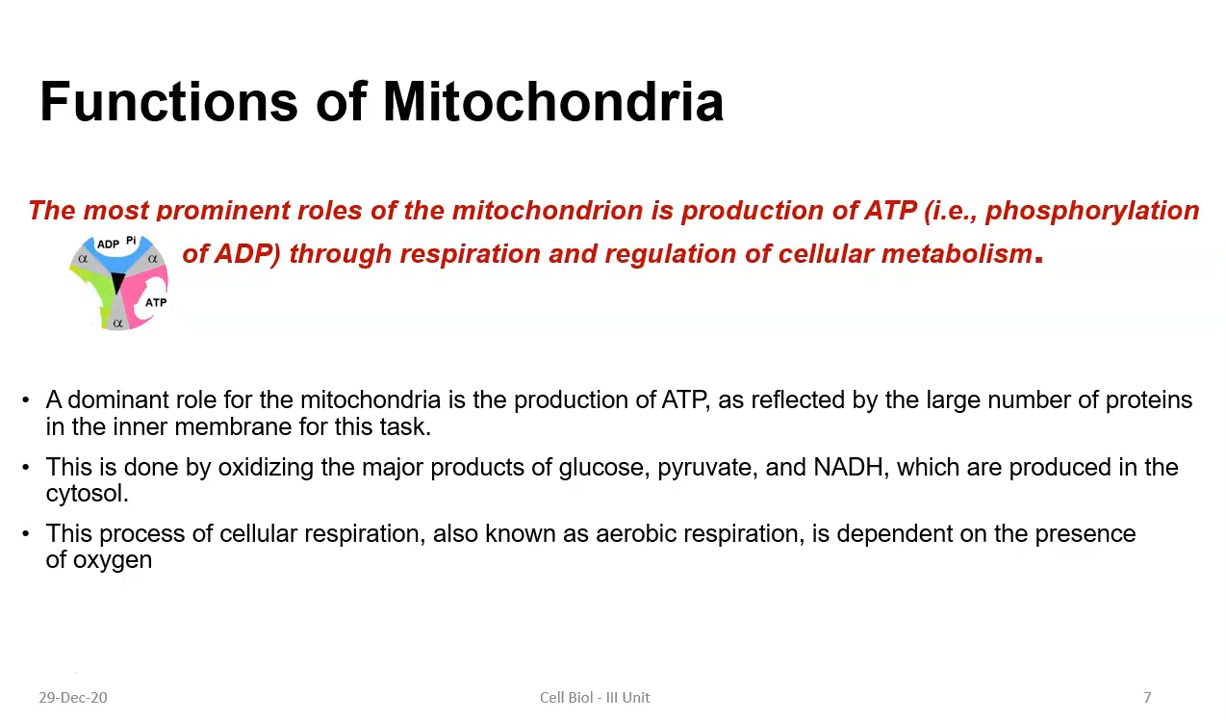 Functions of Mitochondria
The most prominent roles of the mitochondrion is production of ATP (i.e., phosphorylation
of ADP) through respiration and regulation of cellular metabolism.
ADP Pi
α α
ATP
α
• A dominant role for the mitochondria is the production of ATP, as reflected by the large number of proteins
in the inner membrane for this task.
• This is done by oxidizing the major products of glucose, pyruvate, and NADH, which are produced in the
cytosol.
• This process of cellular respiration, also known as aerobic respiration, is dependent on the presence
of oxygen
29-Dec-20 Cell Biol - III Unit 7